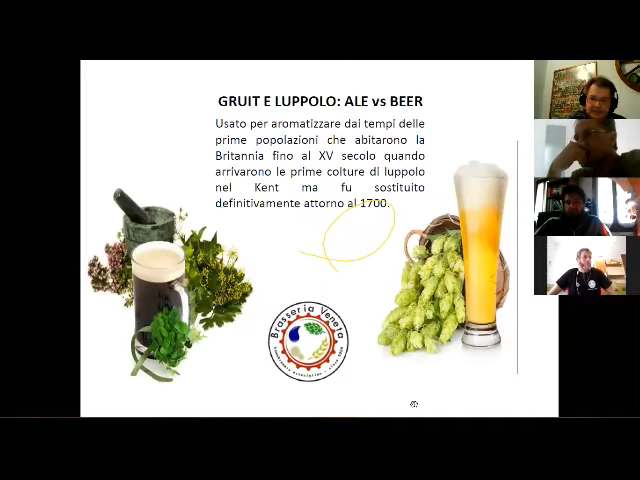 GRUIT E LUPPOLO: ALE vs BEER
Usato per aromatizzare dai tempi delle
prime popolazioni che abitarono la
Britannia fino al XV secolo quando
arrivarono le prime colture di luppolo
nel Kent ma fu sostituito
definitivamente attorno al 1700.
Brasseria Veneta